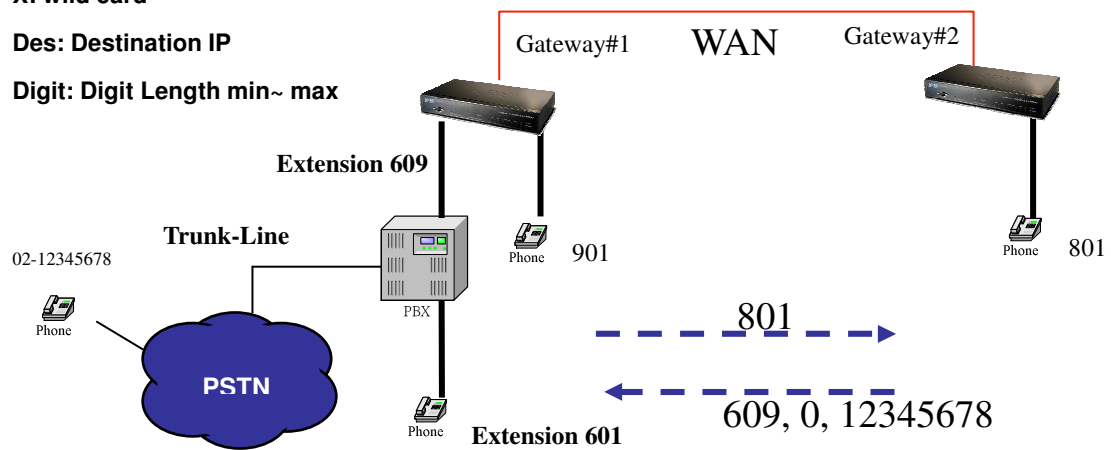 Des: Destination IP
Digit: Digit Length min~ max
Gateway#1
WAN
Gateway#2
Extension 609
Trunk-Line
02-12345678
Phone
PBX
Phone
901
Phone
801
PSTN
Phone
Extension 601
801
609, 0, 12345678